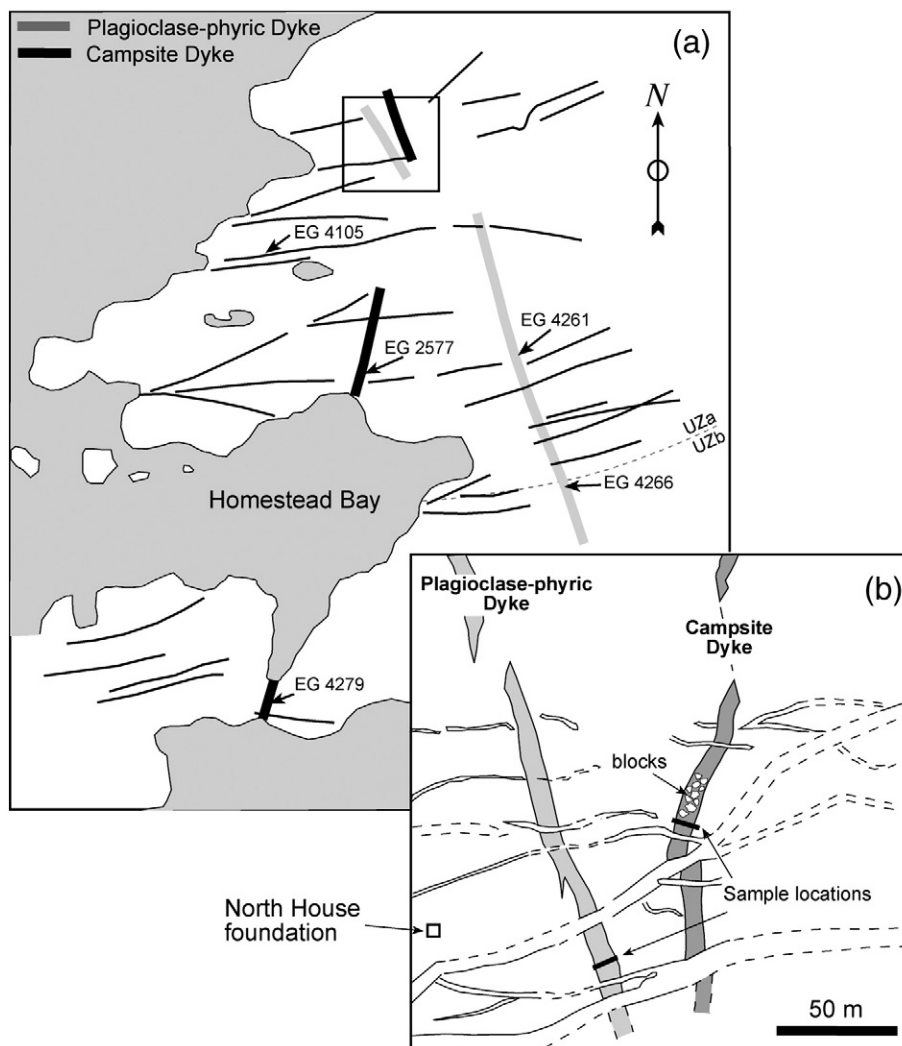 Plagioclase-phyric Dyke
Campsite Dyke
(a)
N
EG 4105
EG 4261
EG 2577
UZa
UZb
EG 4266
Homestead Bay
EG 4279
(b)
Plagioclase-phyric
Dyke
Campsite
Dyke
blocks
Sample locations
North House
foundation
50 m